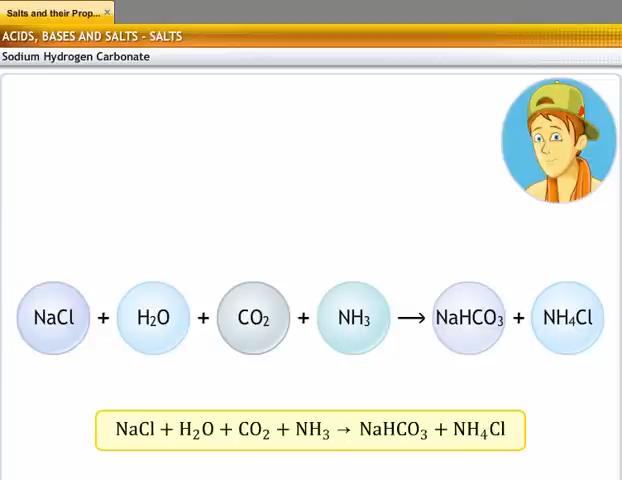 Salts and their Prop... ×
ACIDS, BASES AND SALTS - SALTS
Sodium Hydrogen Carbonate
NaCl + H₂O + CO₂ + NH₃ ⟶ NaHCO₃ + NH₄Cl
NaCl + H₂O + CO₂ + NH₃ → NaHCO₃ + NH₄Cl